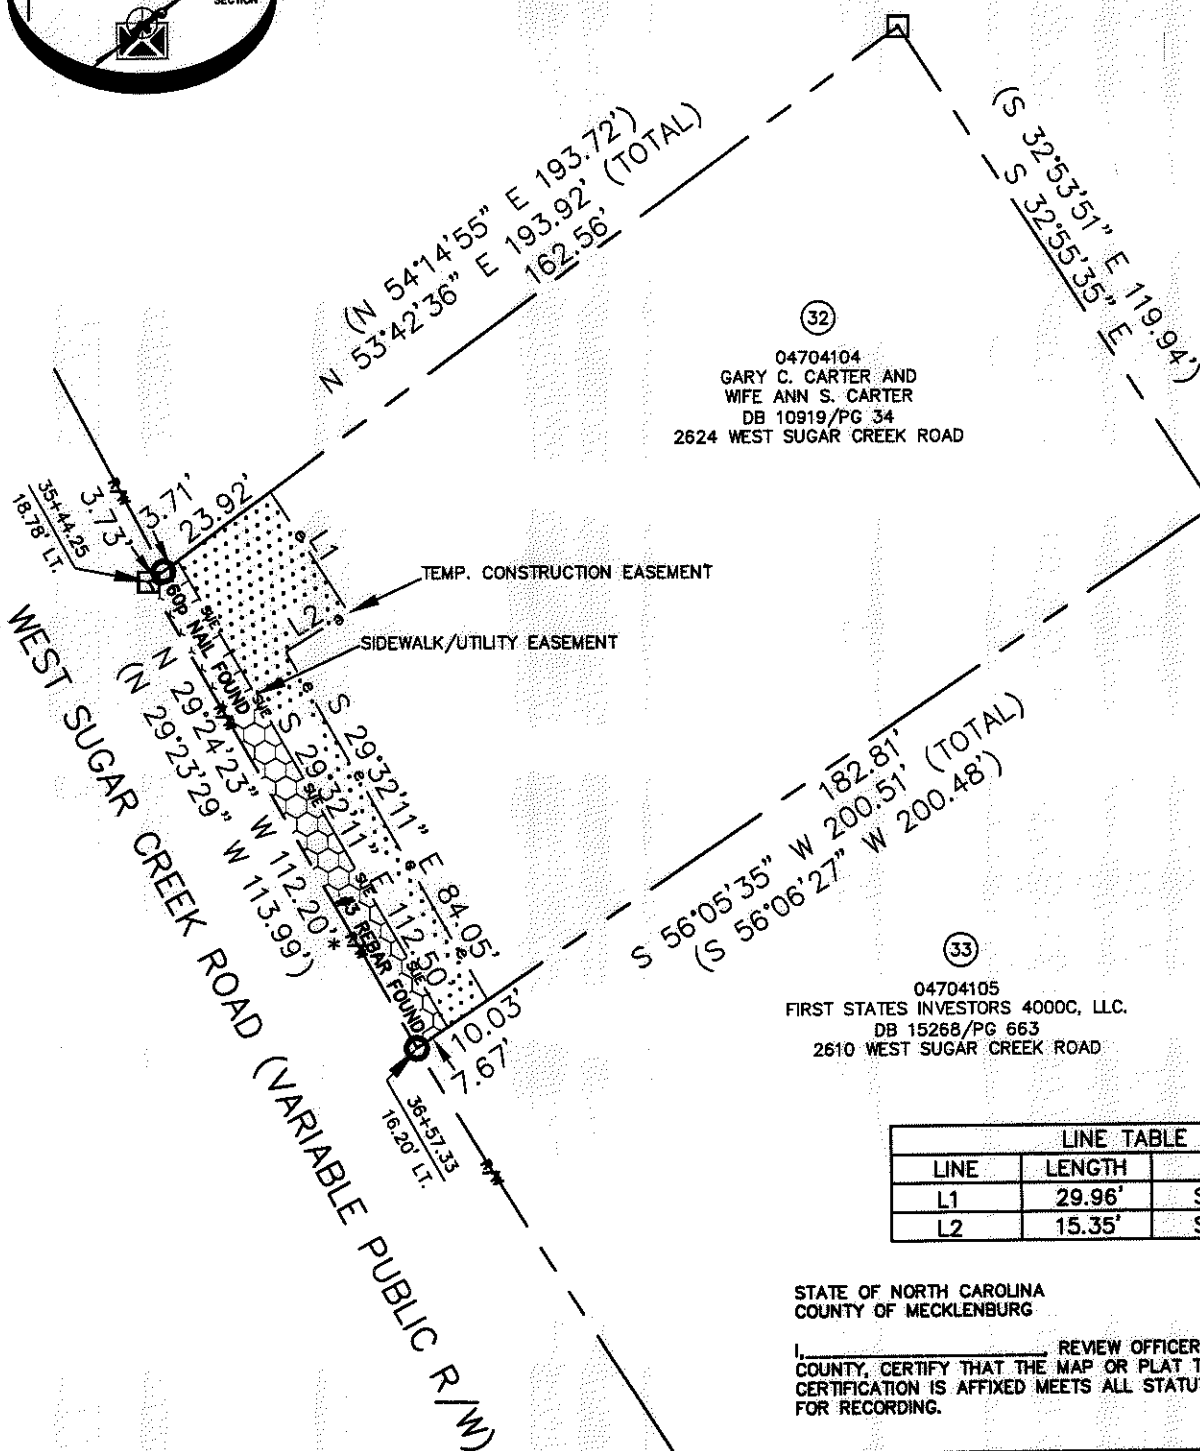 SECTION
(N 54°14'55" E 193.72')
N 53°42'36" E 193.92' (TOTAL)
162.56'
(S 32°53'51" E 119.94')
S 32°55'35" E
32
04704104
GARY C. CARTER AND
WIFE ANN S. CARTER
DB 10919/PG 34
2624 WEST SUGAR CREEK ROAD
R/W
3.71'
23.92'
3.73'
35+44.25
18.78' LT.
60p NAIL FOUND
L1
L2
TEMP. CONSTRUCTION EASEMENT
SIDEWALK/UTILITY EASEMENT
SUE
SUE
SUE
SUE
SUE
e
e
e
e
e
e
R/W
R/W
N 29°24'23" W 112.20'*
(N 29°23'29" W 113.99')
S 29°32'11" E 112.50'
S 29°32'11" E 84.05'
#3 REBAR FOUND
10.03'
7.67'
36+57.33
16.20' LT.
R/W
182.81'
S 56°05'35" W 200.51' (TOTAL)
(S 56°06'27" W 200.48')
WEST SUGAR CREEK ROAD (VARIABLE PUBLIC R/W)
33
04704105
FIRST STATES INVESTORS 4000C, LLC.
DB 15268/PG 663
2610 WEST SUGAR CREEK ROAD
LINE TABLE
LINE LENGTH
L1 29.96' S
L2 15.35' S
STATE OF NORTH CAROLINA
COUNTY OF MECKLENBURG
I,____________________ REVIEW OFFICER
COUNTY, CERTIFY THAT THE MAP OR PLAT T
CERTIFICATION IS AFFIXED MEETS ALL STATU
FOR RECORDING.